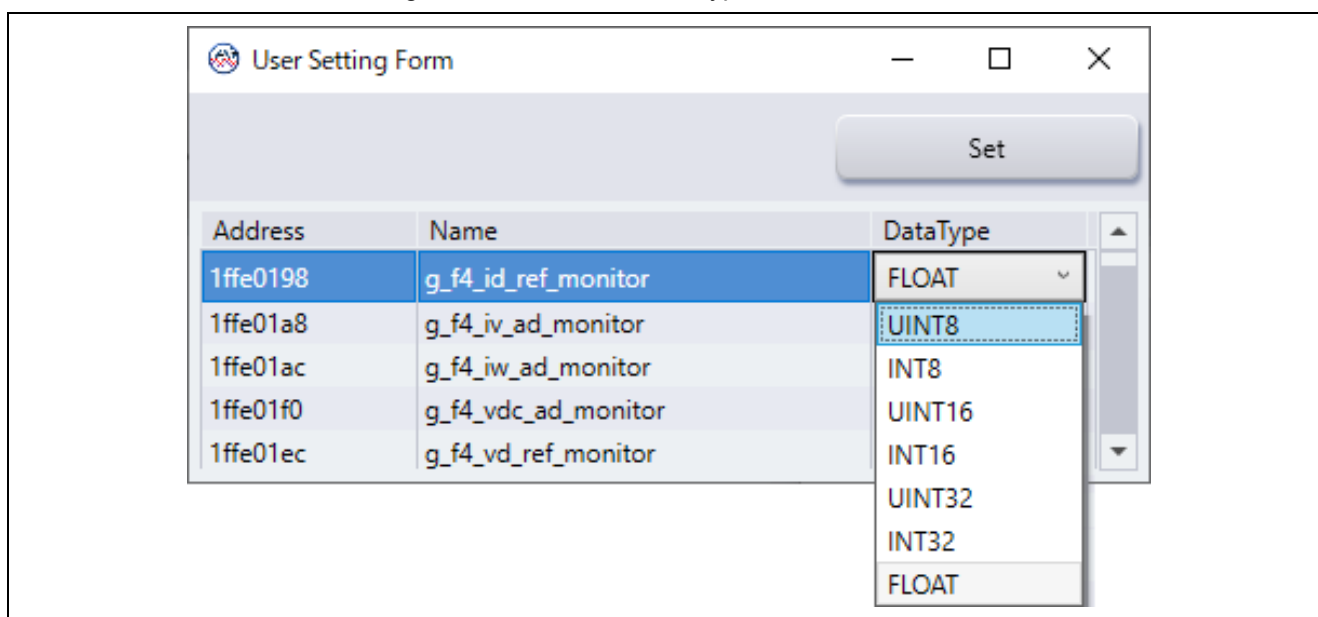 User Setting Form
Set
Address Name DataType
1ffe0198 g_f4_id_ref_monitor FLOAT
1ffe01a8 g_f4_iv_ad_monitor UINT8
1ffe01ac g_f4_iw_ad_monitor INT8
1ffe01f0 g_f4_vdc_ad_monitor UINT16
1ffe01ec g_f4_vd_ref_monitor INT16
UINT32
INT32
FLOAT